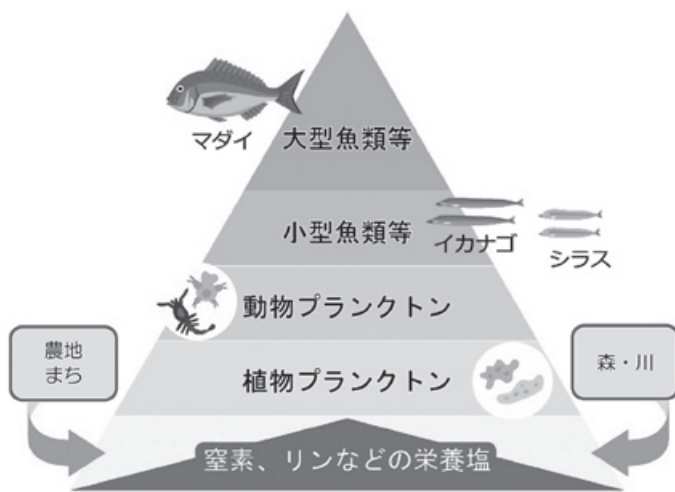 マダイ
大型魚類等
小型魚類等
イカナゴ
シラス
動物プランクトン
農地
まち
植物プランクトン
森・川
窒素、リンなどの栄養塩